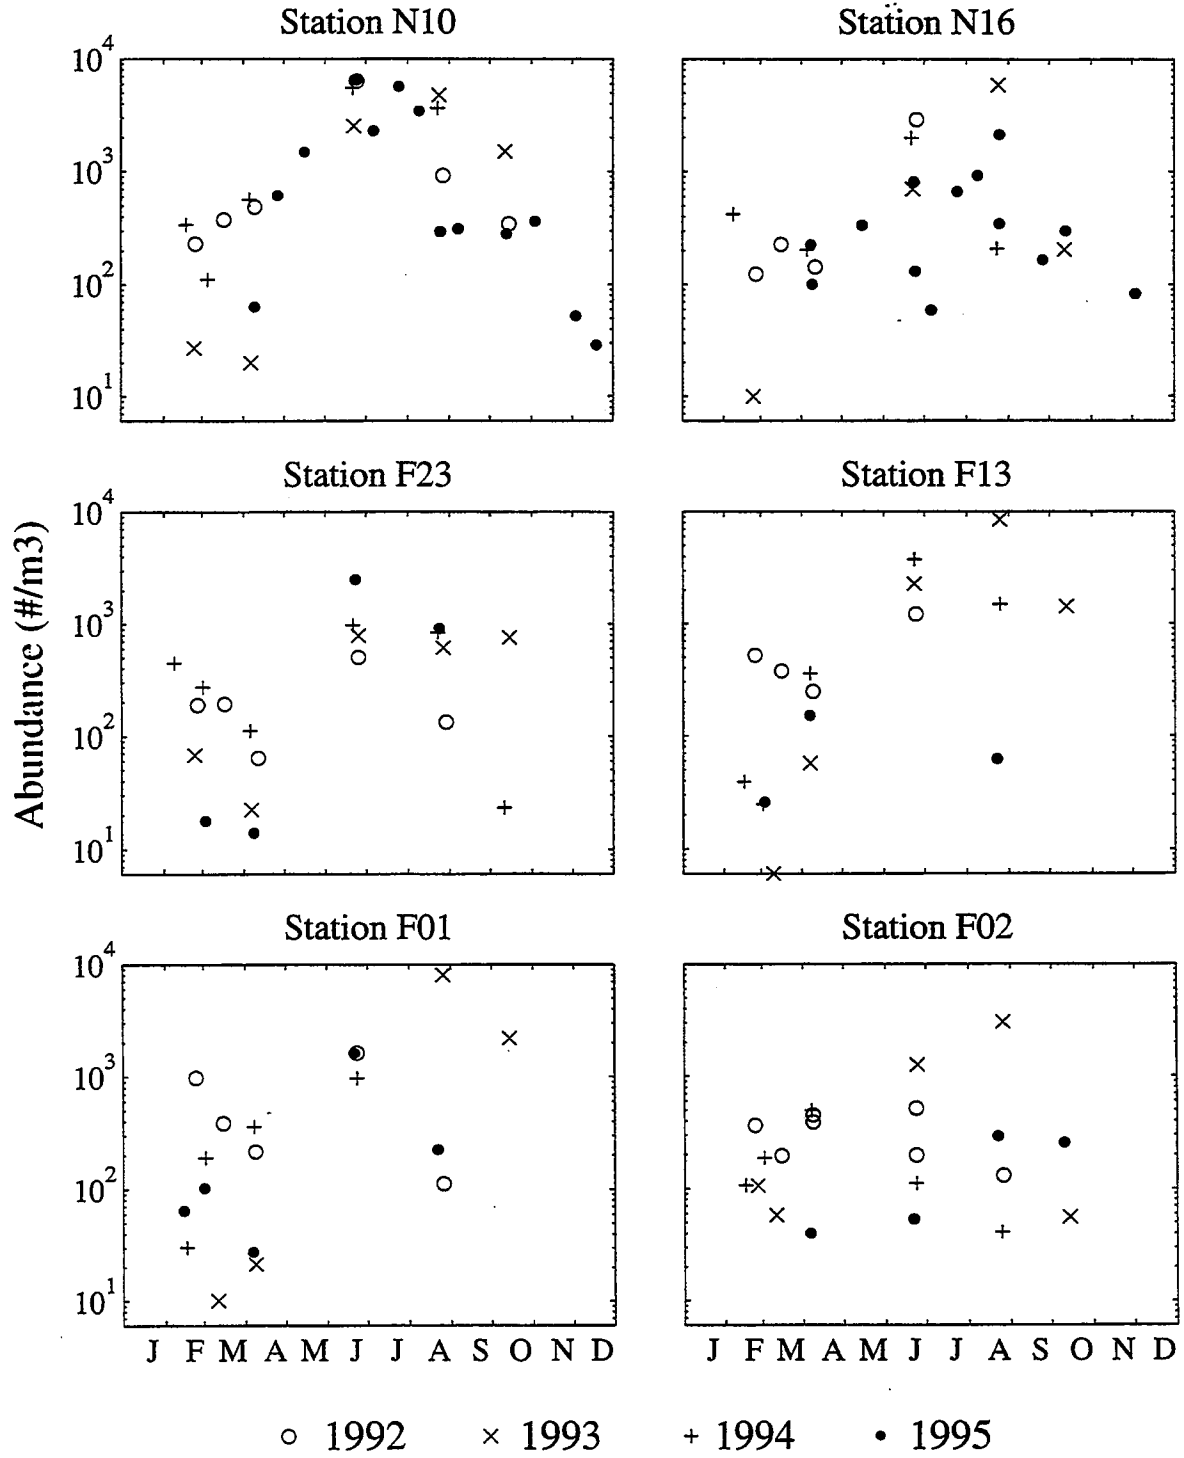 Station N10 Station N16
10^4
10^3
10^2
10^1
Station F23 Station F13
10^4
10^3
10^2
10^1
Abundance (#/m3)
Station F01 Station F02
10^4
10^3
10^2
10^1
J F M A M J J A S O N D J F M A M J J A S O N D
1992 1993 1994 1995